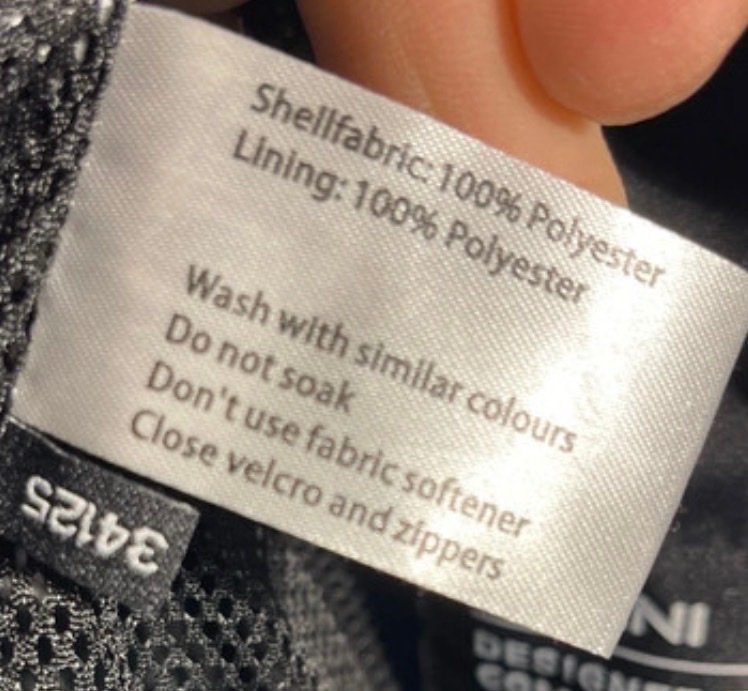 Shellfabric: 100% Polyester
Lining: 100% Polyester
Wash with similar colours
Do not soak
Don't use fabric softener
Close velcro and zippers
34125
NI